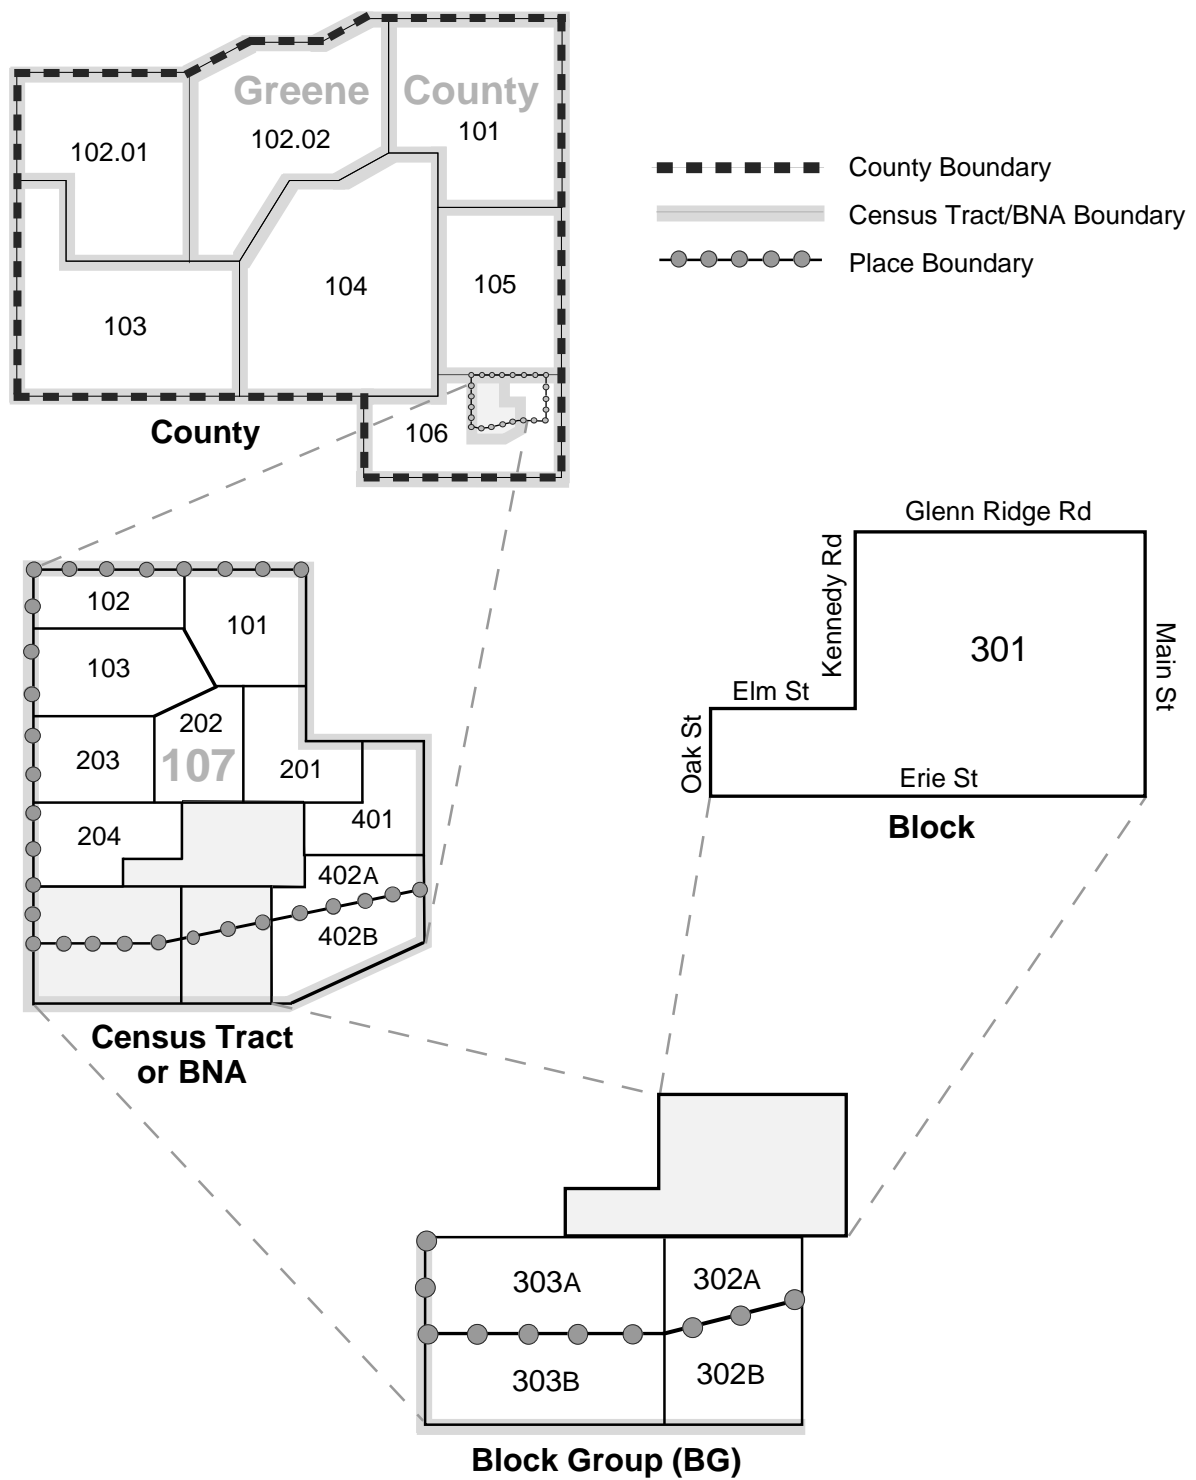 Greene County
102.01
102.02
101
103
104
105
106
County
County Boundary
Census Tract/BNA Boundary
Place Boundary
102
101
103
202
203
107
201
204
401
402A
402B
Census Tract
or BNA
Glenn Ridge Rd
Kennedy Rd
301
Main St
Elm St
Oak St
Erie St
Block
303A
302A
303B
302B
Block Group (BG)